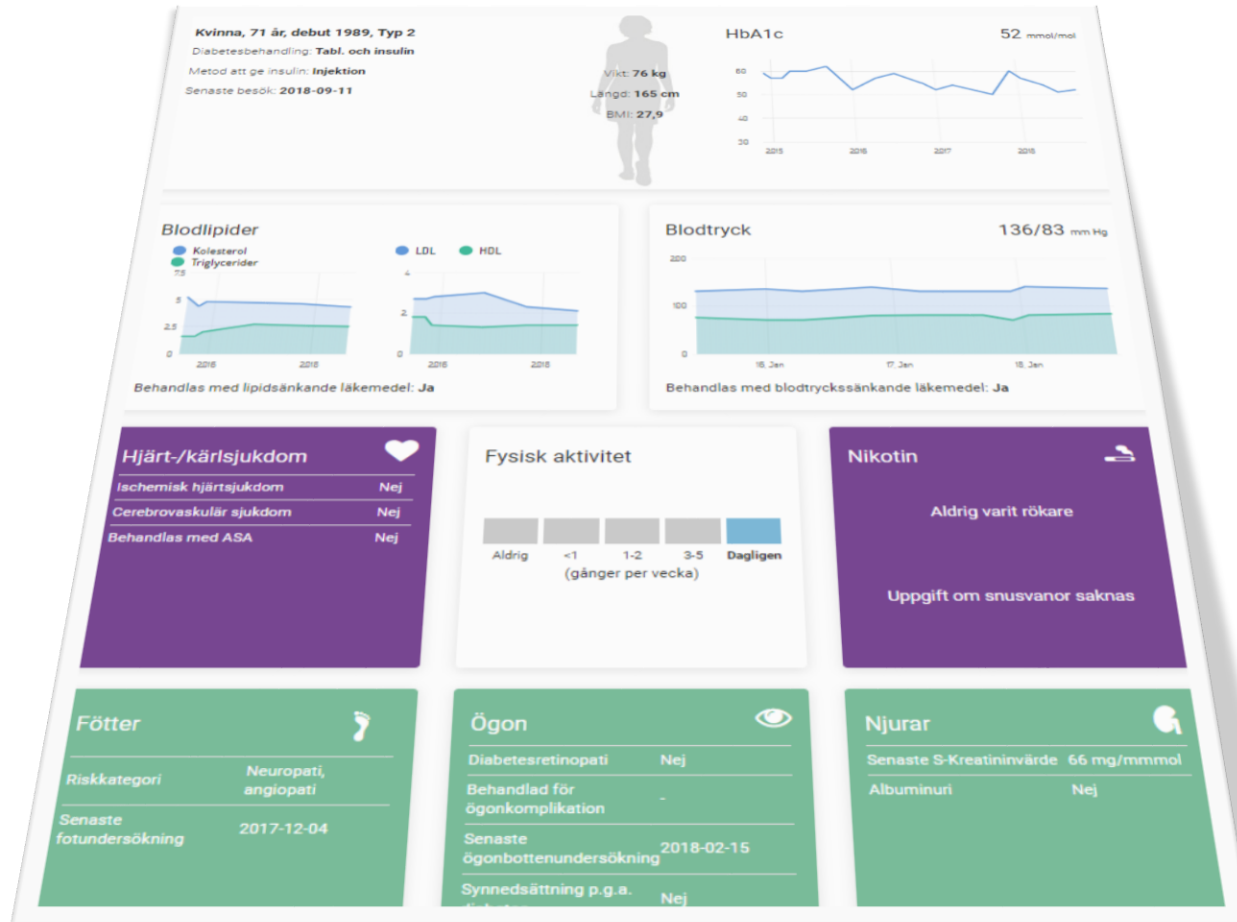 Kvinna, 71 år, debut 1989, Typ 2
Diabetesbehandling: Tabl. och insulin
Metod att ge insulin: Injektion
Senaste besök: 2018-09-11
Vikt: 76 kg
Längd: 165 cm
BMI: 27,9
HbA1c
52 mmol/mol
60
50
40
30
2015
2016
2017
2018
Blodlipider
Kolesterol
Triglycerider
LDL
HDL
7.5
5
2.5
0
2016
2018
4
2
0
2016
2018
Behandlas med lipidsänkande läkemedel: Ja
Blodtryck
136/83 mm Hg
200
100
0
16, Jan
17, Jan
18, Jan
Behandlas med blodtryckssänkande läkemedel: Ja
Hjärt-/kärlsjukdom
Ischemisk hjärtsjukdom Nej
Cerebrovaskulär sjukdom Nej
Behandlas med ASA Nej
Fysisk aktivitet
Aldrig <1 1-2 3-5 Dagligen
(gånger per vecka)
Nikotin
Aldrig varit rökare
Uppgift om snusvanor saknas
Fötter
Riskkategori
Neuropati,
angiopati
Senaste
fotundersökning
2017-12-04
Ögon
Diabetesretinopati Nej
Behandlad för
ögonkomplikation
-
Senaste
ögonbottenundersökning
2018-02-15
Synnedsättning p.g.a.
Nej
Njurar
Senaste S-Kreatininvärde 66 mg/mmmol
Albuminuri Nej